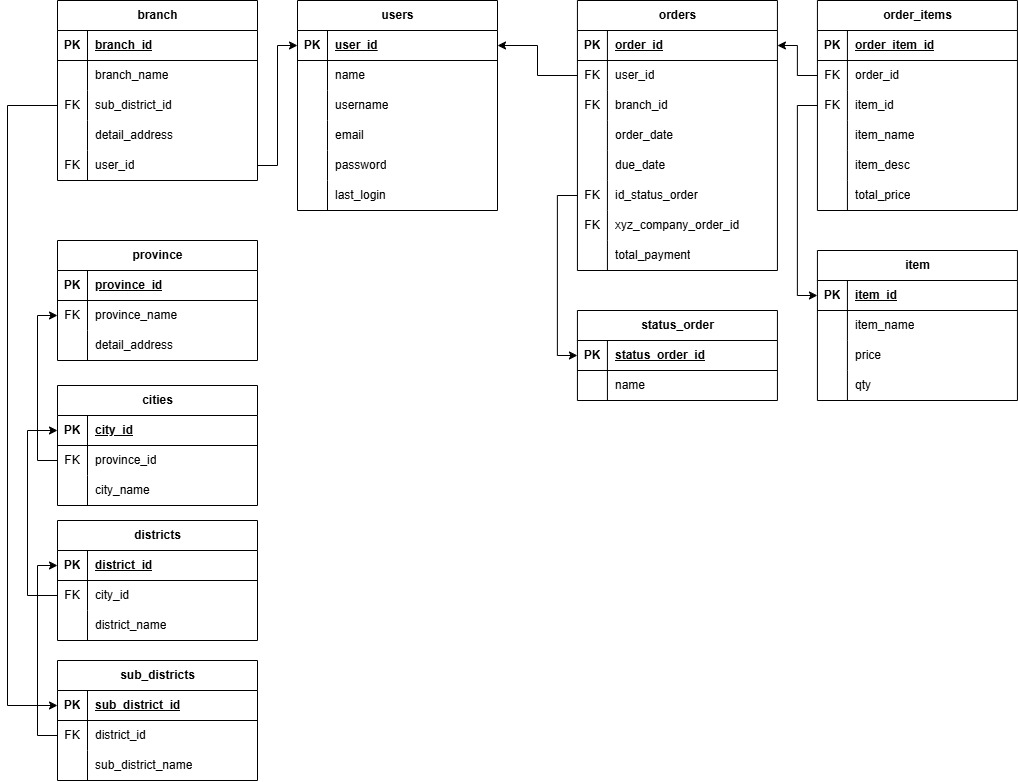 branch
PK branch_id
branch_name
FK sub_district_id
detail_address
FK user_id
users
PK user_id
name
username
email
password
last_login
orders
PK order_id
FK user_id
FK branch_id
order_date
due_date
FK id_status_order
FK xyz_company_order_id
total_payment
order_items
PK order_item_id
FK order_id
FK item_id
item_name
item_desc
total_price
province
PK province_id
FK province_name
detail_address
item
PK item_id
item_name
price
qty
status_order
PK status_order_id
name
cities
PK city_id
FK province_id
city_name
districts
PK district_id
FK city_id
district_name
sub_districts
PK sub_district_id
FK district_id
sub_district_name